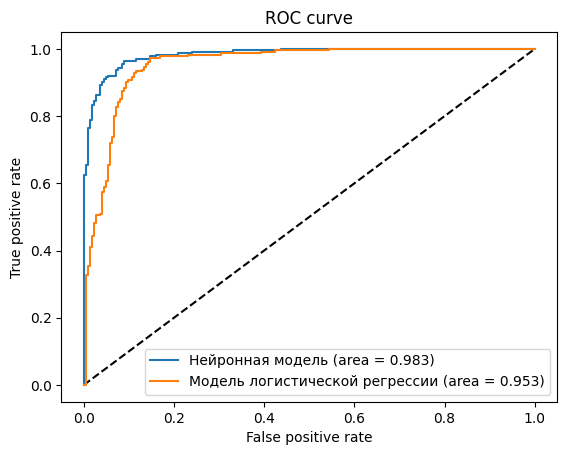 ROC curve
True positive rate
1.0
0.8
0.6
0.4
0.2
0.0
Нейронная модель (area = 0.983)
Модель логистической регрессии (area = 0.953)
0.0 0.2 0.4 0.6 0.8 1.0
False positive rate